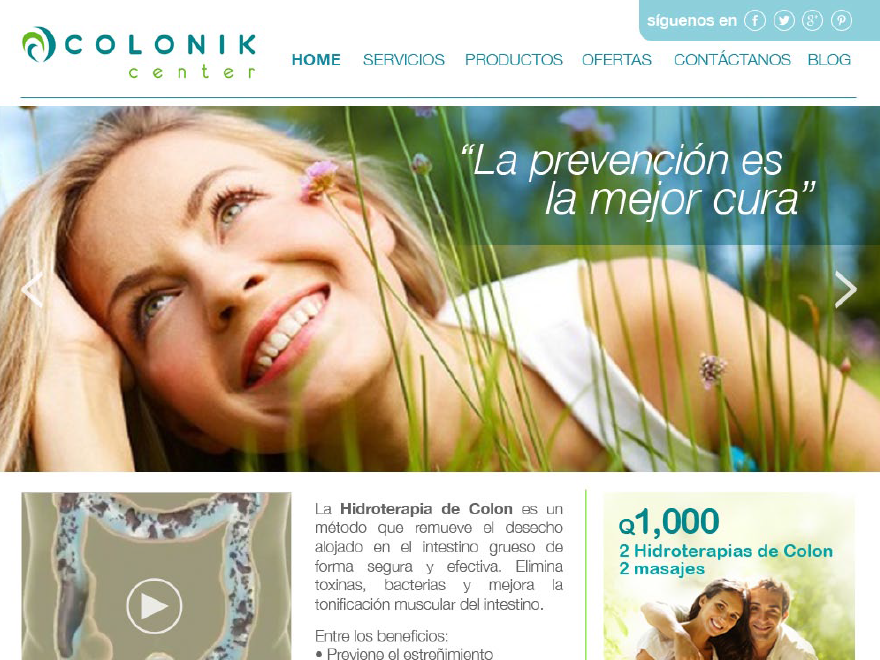 síguenos en
COLONIK
center
HOME SERVICIOS PRODUCTOS OFERTAS CONTÁCTANOS BLOG
“La prevención es
la mejor cura”
La Hidroterapia de Colon es un
método que remueve el desecho
alojado en el intestino grueso de
forma segura y efectiva. Elimina
toxinas, bacterias y mejora la
tonificación muscular del intestino.
Entre los beneficios:
• Previene el estreñimiento
Q1,000
2 Hidroterapias de Colon
2 masajes